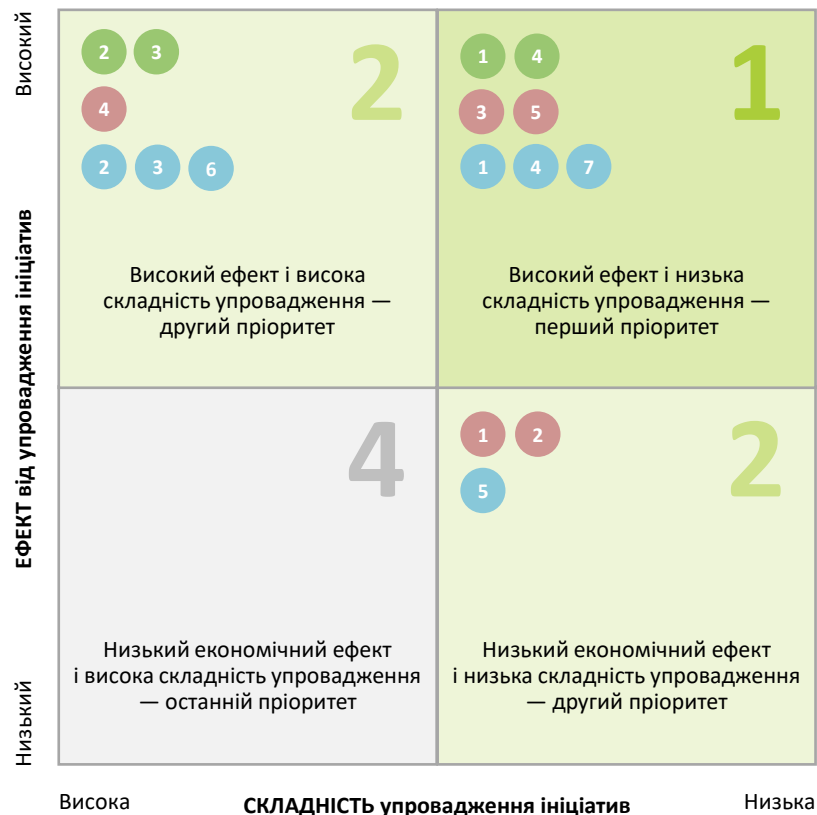 Високий
ЕФЕКТ від упровадження ініціатив
Низький
2 3
4
2 3 6
2
Високий ефект і висока
складність упровадження —
другий пріоритет
1 4
3 5
1 4 7
1
Високий ефект і низька
складність упровадження —
перший пріоритет
4
Низький економічний ефект
і висока складність упровадження
— останній пріоритет
1 2
5
2
Низький економічний ефект
і низька складність упровадження
— другий пріоритет
Висока
СКЛАДНІСТЬ упровадження ініціатив
Низька